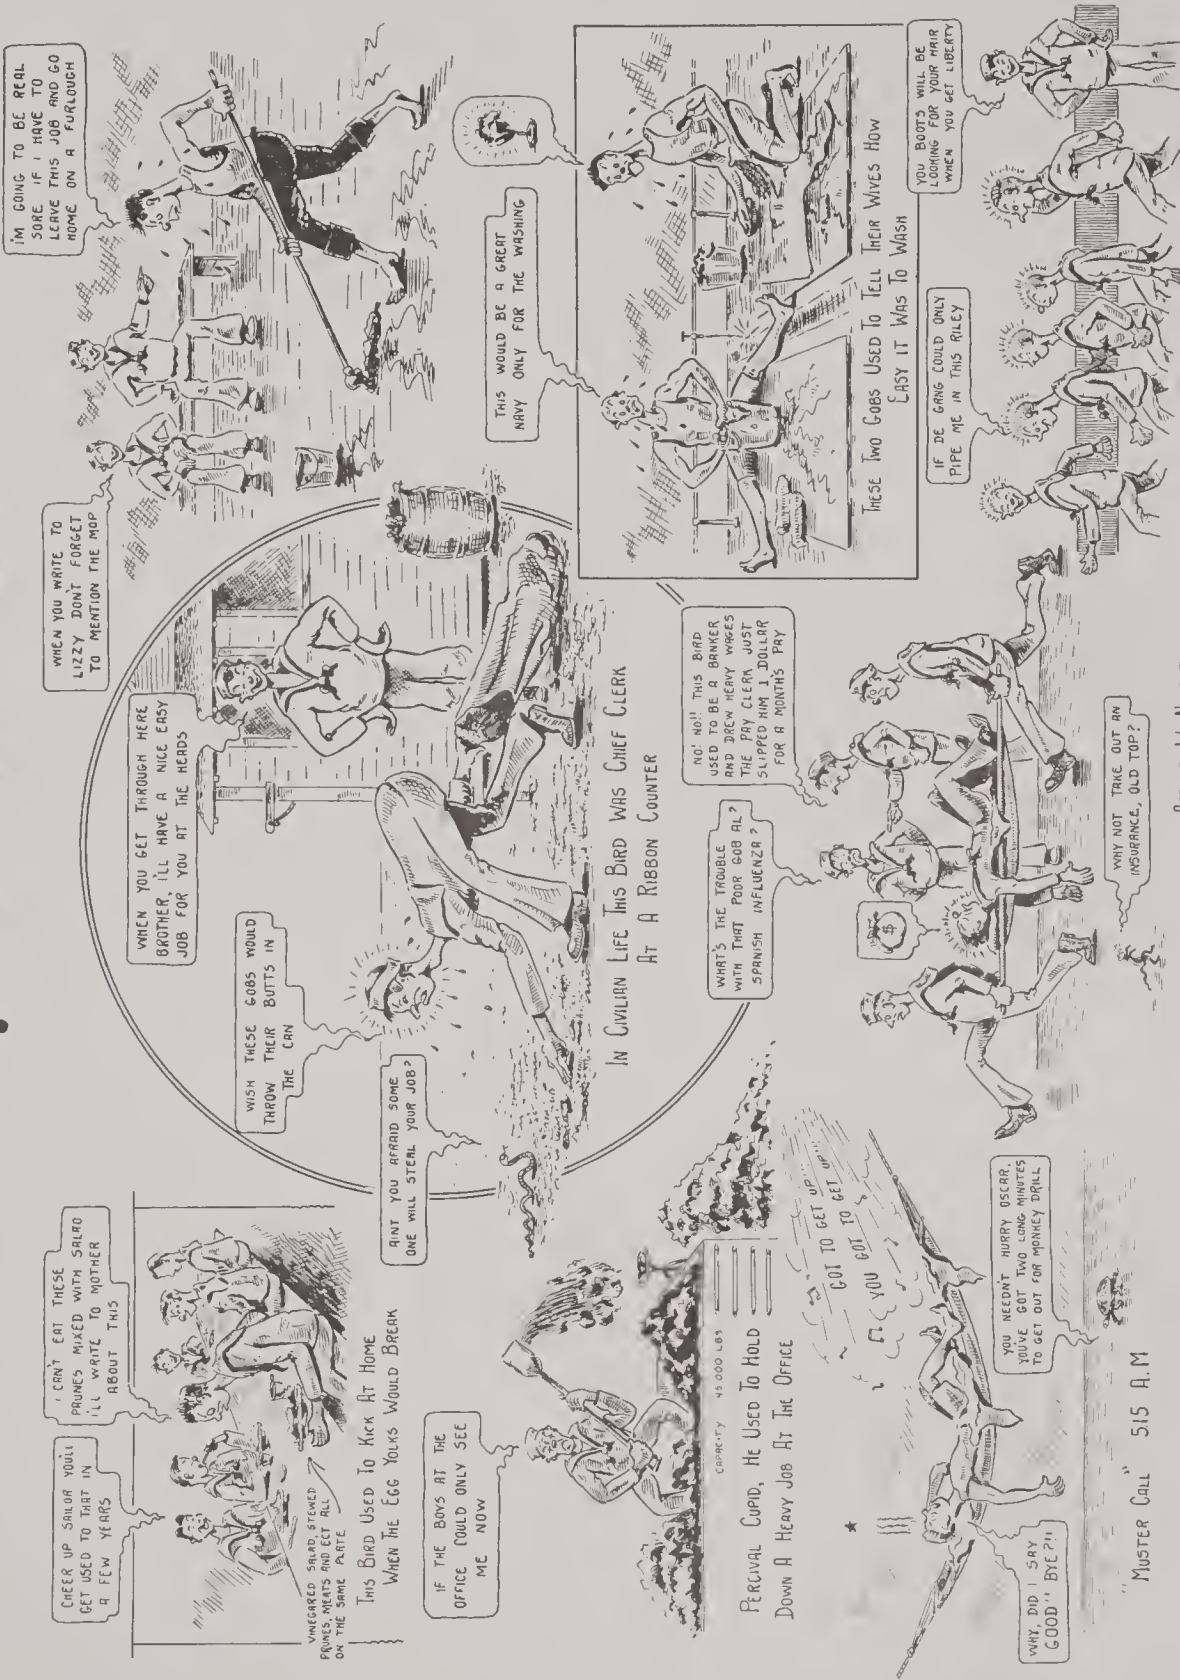 CHEER UP SAILOR YOU'LL
GET USED TO THAT IN
A FEW YEARS
I CAN'T EAT THESE
PRUNES MIXED WITH SALAD
I'LL WRITE TO MOTHER
ABOUT THIS
VINEGARED SALAD, STEWED
PRUNES, MEATS AND ECT ALL
ON THE SAME PLATE
THIS BIRD USED TO KICK AT HOME
WHEN THE EGG YOLKS WOULD BREAK
WHEN YOU GET THROUGH HERE
BROTHER, I'LL HAVE A NICE EASY
JOB FOR YOU AT THE HEADS
WISH THESE GOBS WOULD
THROW THEIR BUTTS IN
THE CAN
AINT YOU AFRAID SOME
ONE WILL STEAL YOUR JOB?
IN CIVILIAN LIFE THIS BIRD WAS CHIEF CLERK
AT A RIBBON COUNTER
WHEN YOU WRITE TO
LIZZY DON'T FORGET
TO MENTION THE MOP
I'M GOING TO BE REAL
SORE IF I HAVE TO
LEAVE THIS JOB AND GO
HOME ON A FURLOUGH
IF THE BOYS AT THE
OFFICE COULD ONLY SEE
ME NOW
CAPACITY 45000 LBS
PERCIVAL CUPID, HE USED TO HOLD
DOWN A HEAVY JOB AT THE OFFICE
THIS WOULD BE A GREAT
NAVY ONLY FOR THE WASHING
THESE TWO GOBS USED TO TELL THEIR WIVES HOW
EASY IT WAS TO WASH
GOT TO GET UP
GOT TO GET UP
YOU GOT TO
WHY, DID I SAY
"GOOD" BYE?!!
YOU NEEDN'T HURRY OSCAR.
YOU'VE GOT TWO LONG MINUTES
TO GET OUT FOR MONKEY DRILL
"MUSTER CALL" 5.15 A.M
WHAT'S THE TROUBLE
WITH THAT POOR GOB AL?
SPANISH INFLUENZA?
NO! NO!! THIS BIRD
USED TO BE A BANKER
AND DREW HEAVY WAGES
THE PAY CLERK JUST
SLIPPED HIM 1 DOLLAR
FOR A MONTHS PAY
$
WHY NOT TAKE OUT AN
INSURANCE, OLD TOP?
IF DE GANG COULD ONLY
PIPE ME IN THIS RILEY
YOU BOOTS WILL BE
LOOKING FOR YOUR HAIR
WHEN YOU GET LIBERTY